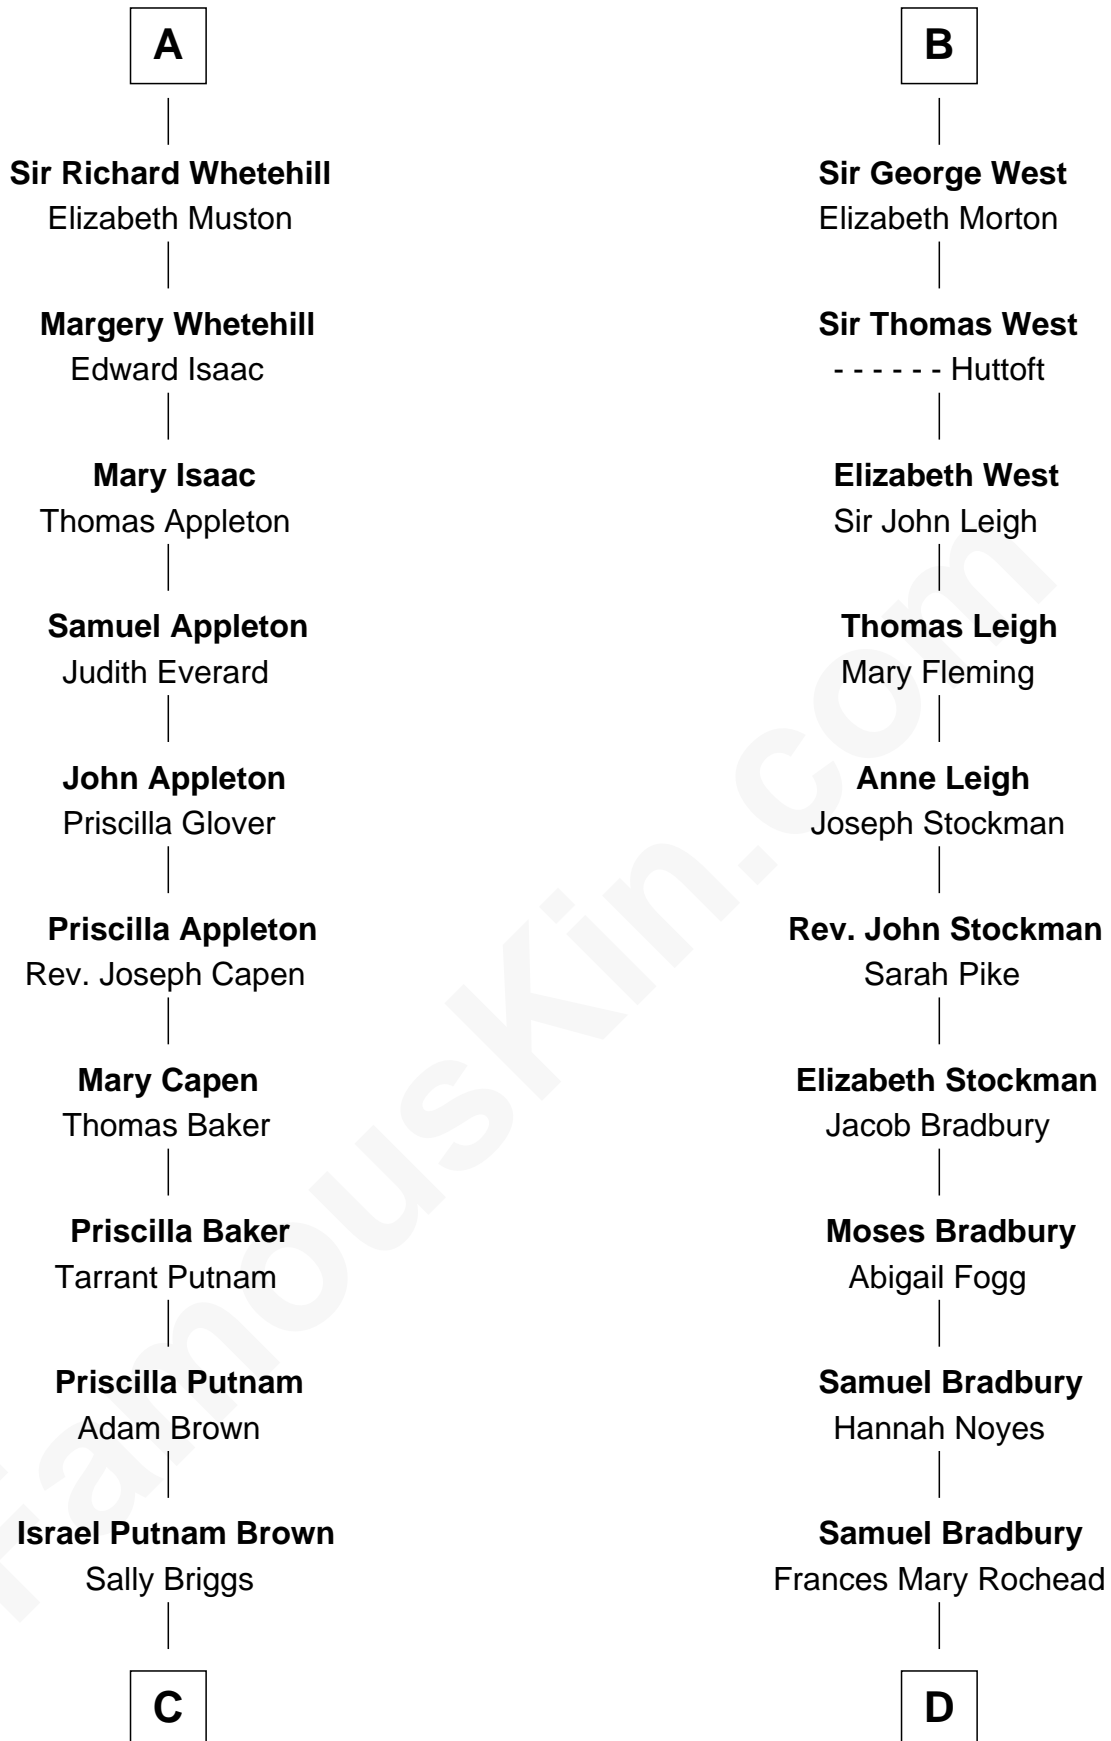 A
Sir Richard Whetehill
Elizabeth Muston
Margery Whetehill
Edward Isaac
Mary Isaac
Thomas Appleton
Samuel Appleton
Judith Everard
John Appleton
Priscilla Glover
Priscilla Appleton
Rev. Joseph Capen
Mary Capen
Thomas Baker
Priscilla Baker
Tarrant Putnam
Priscilla Putnam
Adam Brown
Israel Putnam Brown
Sally Briggs
C
B
Sir George West
Elizabeth Morton
Sir Thomas West
- - - - - - Huttoft
Elizabeth West
Sir John Leigh
Thomas Leigh
Mary Fleming
Anne Leigh
Joseph Stockman
Rev. John Stockman
Sarah Pike
Elizabeth Stockman
Jacob Bradbury
Moses Bradbury
Abigail Fogg
Samuel Bradbury
Hannah Noyes
Samuel Bradbury
Frances Mary Rochead
D
FamousKin.com